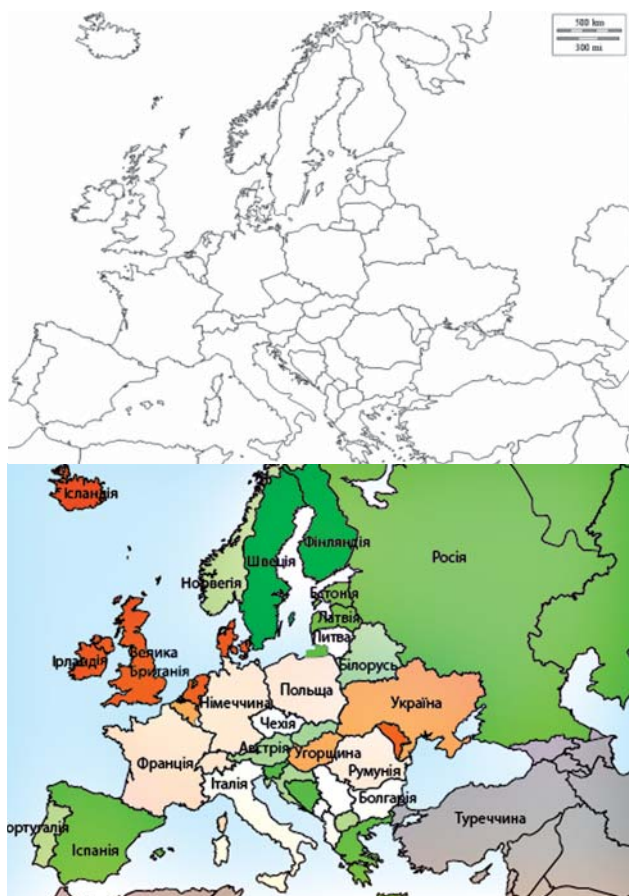 500 km
300 mi
Ісландія
Швеція
Фінляндія
Росія
Норвегія
Естонія
Латвія
Литва
Ірландія
Велика
Британія
Білорусь
Німеччина
Польща
Україна
Чехія
Австрія
Угорщина
Франція
Румунія
Італія
Болгарія
ортугалія
Іспанія
Туреччина